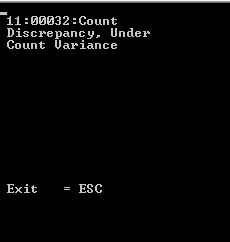 11:00032:Count
Discrepancy, Under
Count Variance
Exit   = ESC